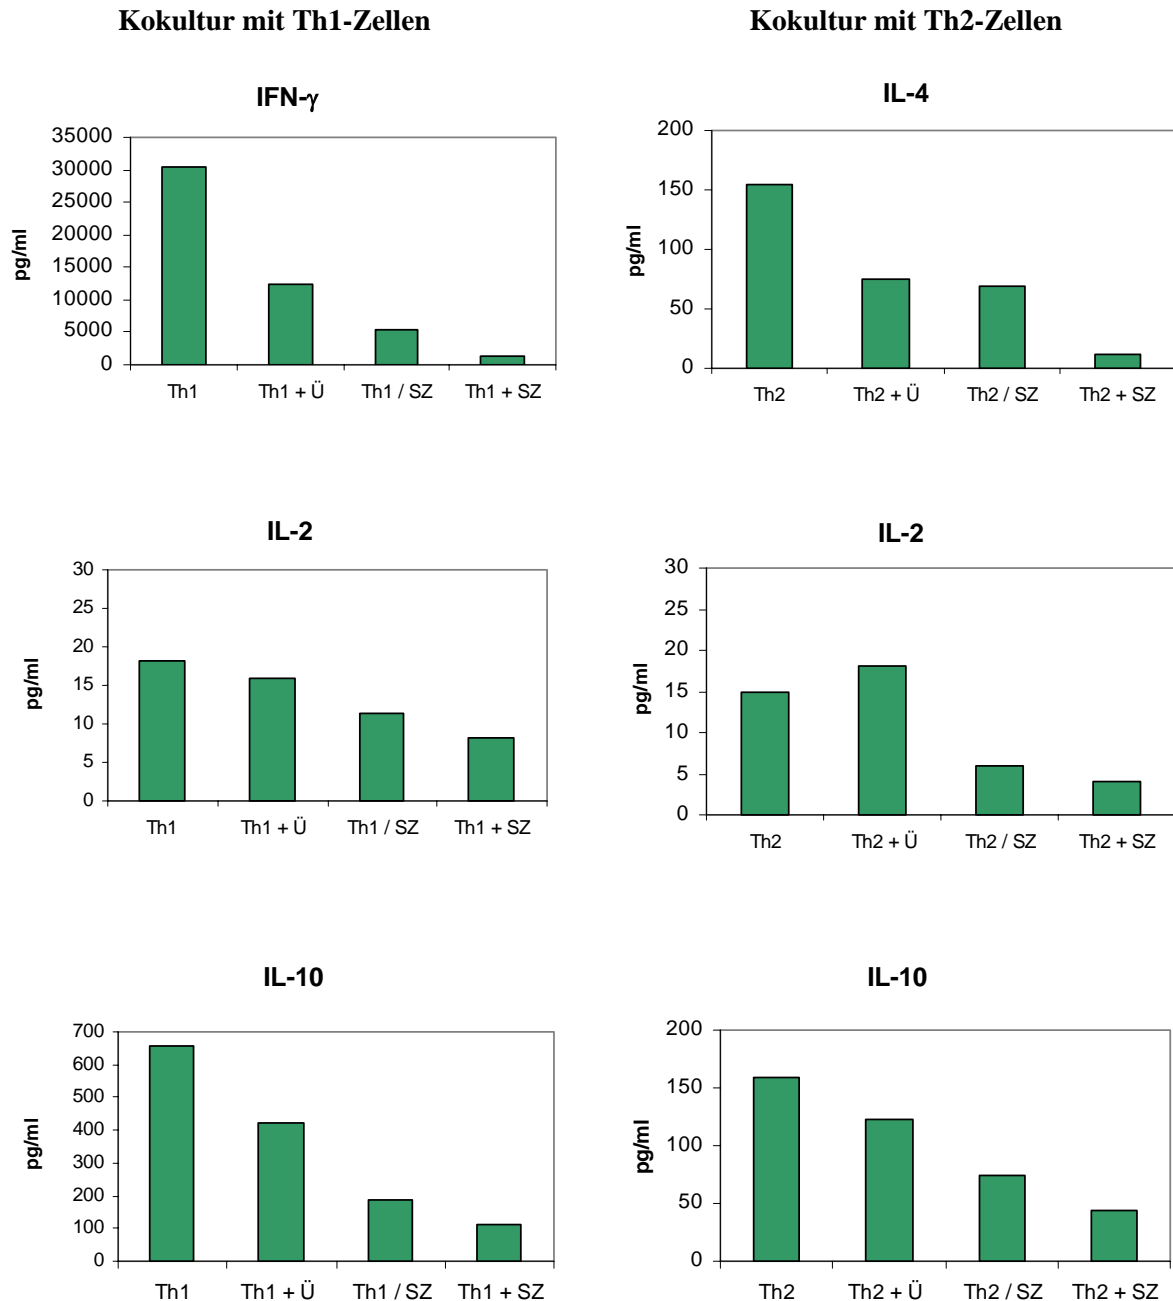 Kokultur mit Th1-Zellen
Kokultur mit Th2-Zellen
IFN-γ
35000
30000
25000
20000
15000
10000
5000
0
pg/ml
Th1 Th1 + Ü Th1 / SZ Th1 + SZ
IL-4
200
150
100
50
0
pg/ml
Th2 Th2 + Ü Th2 / SZ Th2 + SZ
IL-2
30
25
20
15
10
5
0
pg/ml
Th1 Th1 + Ü Th1 / SZ Th1 + SZ
IL-2
30
25
20
15
10
5
0
pg/ml
Th2 Th2 + Ü Th2 / SZ Th2 + SZ
IL-10
700
600
500
400
300
200
100
0
pg/ml
Th1 Th1 + Ü Th1 / SZ Th1 + SZ
IL-10
200
150
100
50
0
pg/ml
Th2 Th2 + Ü Th2 / SZ Th2 + SZ